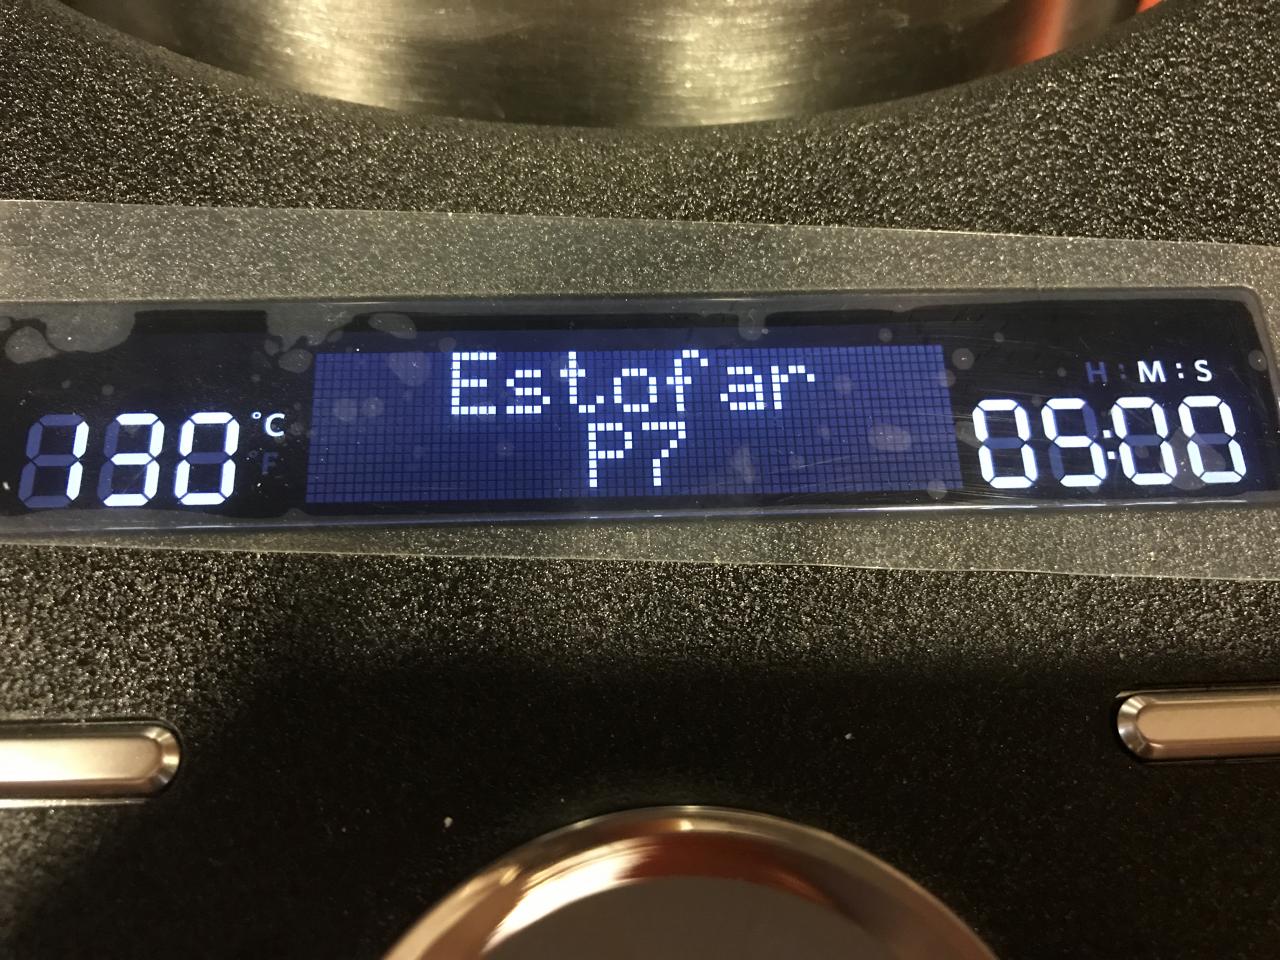 130 °C
°F
Estofar
P7
H : M : S
05:00